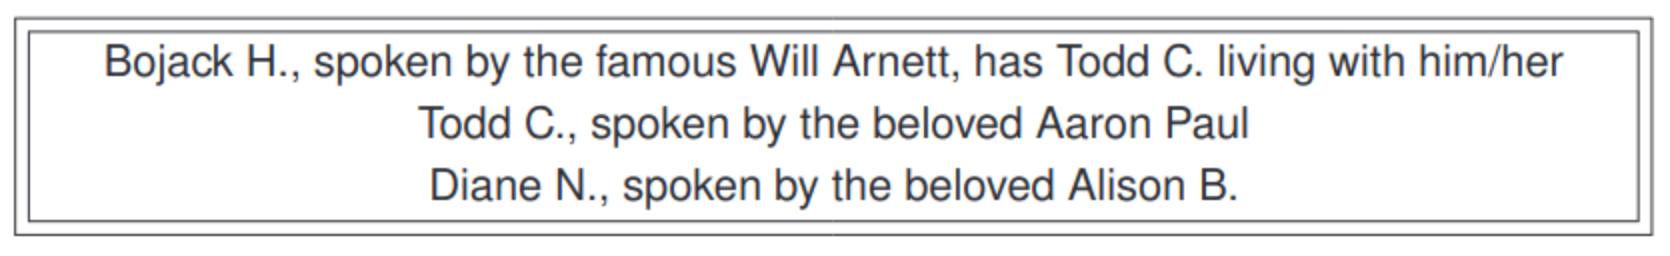 Bojack H., spoken by the famous Will Arnett, has Todd C. living with him/her
Todd C., spoken by the beloved Aaron Paul
Diane N., spoken by the beloved Alison B.